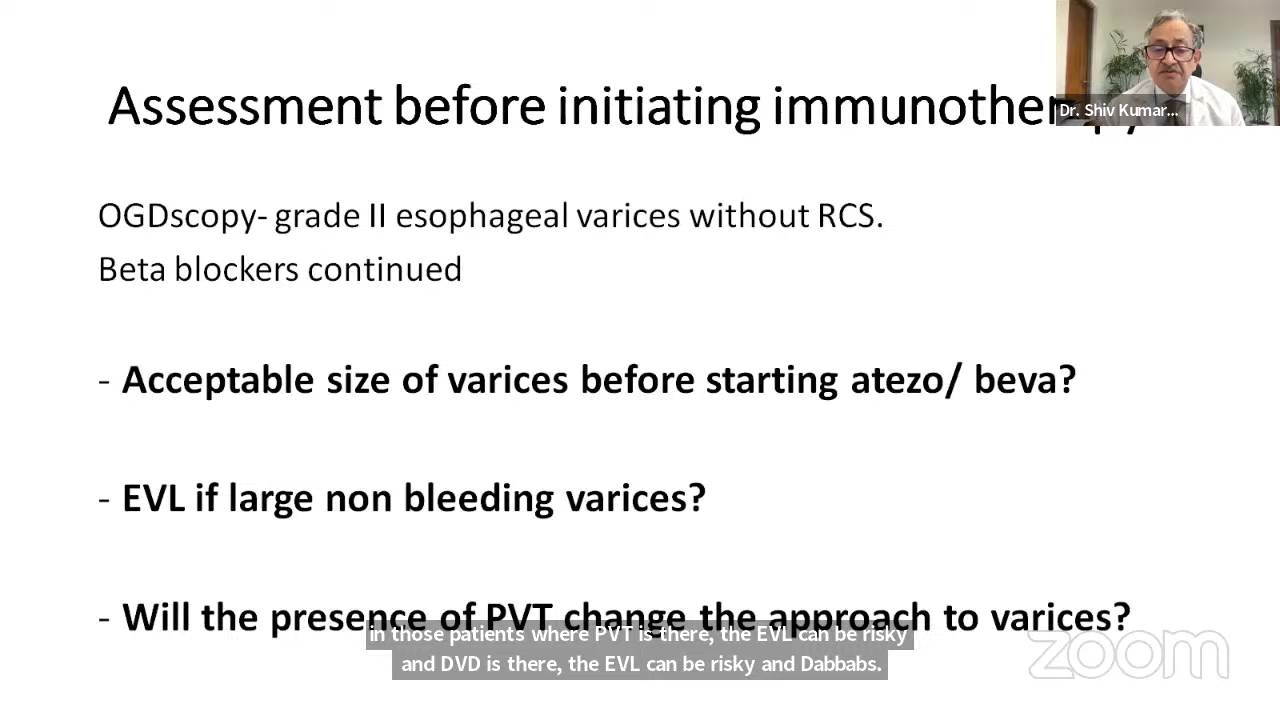 Assessment before initiating immunotherapy
Dr. Shiv Kumar...
OGDscopy- grade II esophageal varices without RCS.
Beta blockers continued
- Acceptable size of varices before starting atezo/ beva?
- EVL if large non bleeding varices?
- Will the presence of PVT change the approach to varices?
in those patients where PVT is there, the EVL can be risky
and DVD is there, the EVL can be risky and Dabbabs.
zoom